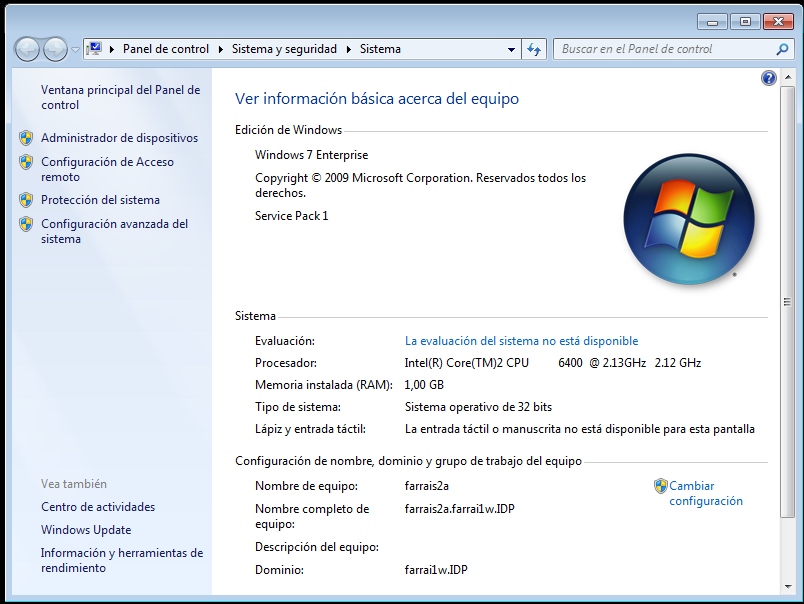 Panel de control Sistema y seguridad Sistema
Buscar en el Panel de control
Ventana principal del Panel de
control
Administrador de dispositivos
Configuración de Acceso
remoto
Protección del sistema
Configuración avanzada del
sistema
Vea también
Centro de actividades
Windows Update
Información y herramientas de
rendimiento
Ver información básica acerca del equipo
Edición de Windows
Windows 7 Enterprise
Copyright © 2009 Microsoft Corporation. Reservados todos los
derechos.
Service Pack 1
Sistema
Evaluación: La evaluación del sistema no está disponible
Procesador: Intel(R) Core(TM)2 CPU 6400 @ 2.13GHz 2.12 GHz
Memoria instalada (RAM): 1,00 GB
Tipo de sistema: Sistema operativo de 32 bits
Lápiz y entrada táctil: La entrada táctil o manuscrita no está disponible para esta pantalla
Configuración de nombre, dominio y grupo de trabajo del equipo
Nombre de equipo: farrais2a
Cambiar
configuración
Nombre completo de
equipo: farrais2a.farrai1w.IDP
Descripción del equipo:
Dominio: farrai1w.IDP